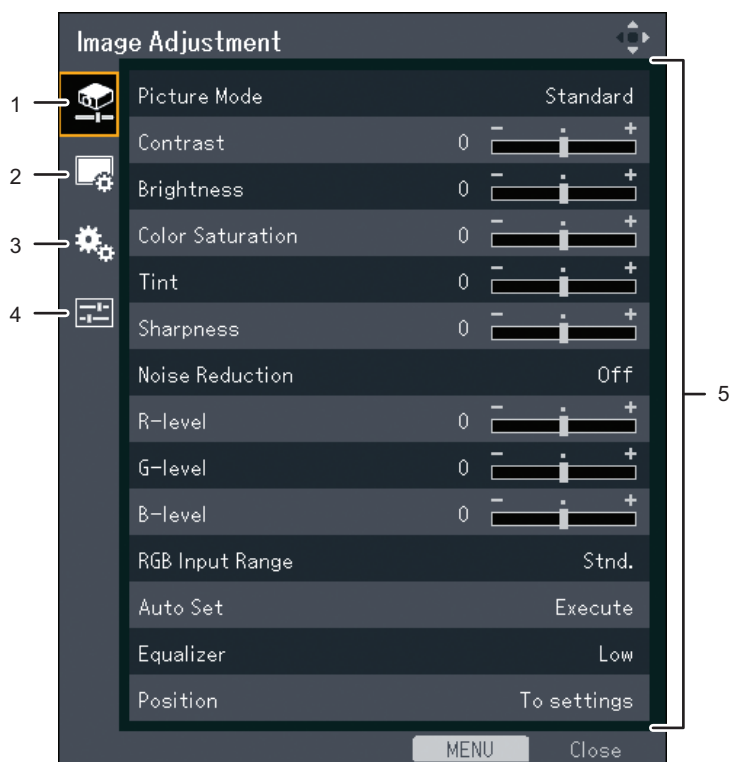 Image Adjustment
1
2
3
4
5
Picture Mode Standard
Contrast 0 - +
Brightness 0 - +
Color Saturation 0 - +
Tint 0 - +
Sharpness 0 - +
Noise Reduction Off
R-level 0 - +
G-level 0 - +
B-level 0 - +
RGB Input Range Stnd.
Auto Set Execute
Equalizer Low
Position To settings
MENU Close